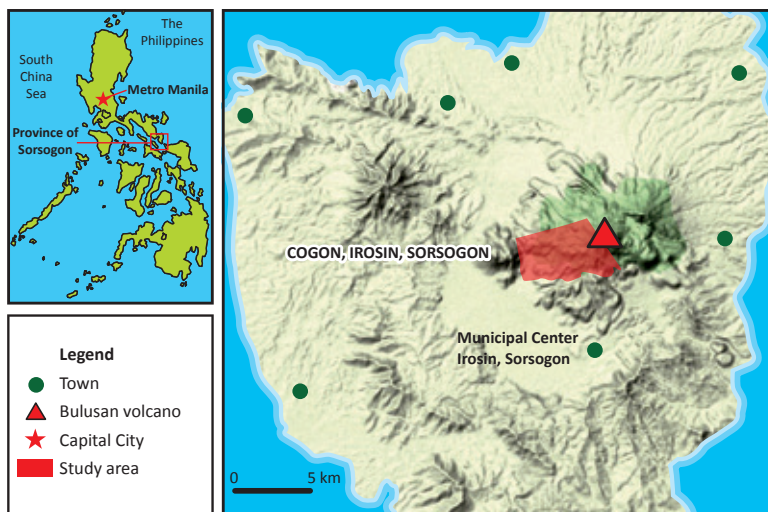 The
Philippines
South
China
Sea
Metro Manila
Province of
Sorsogon
COGON, IROSIN, SORSOGON
Municipal Center
Irosin, Sorsogon
Legend
Town
Bulusan volcano
Capital City
Study area
0 5 km